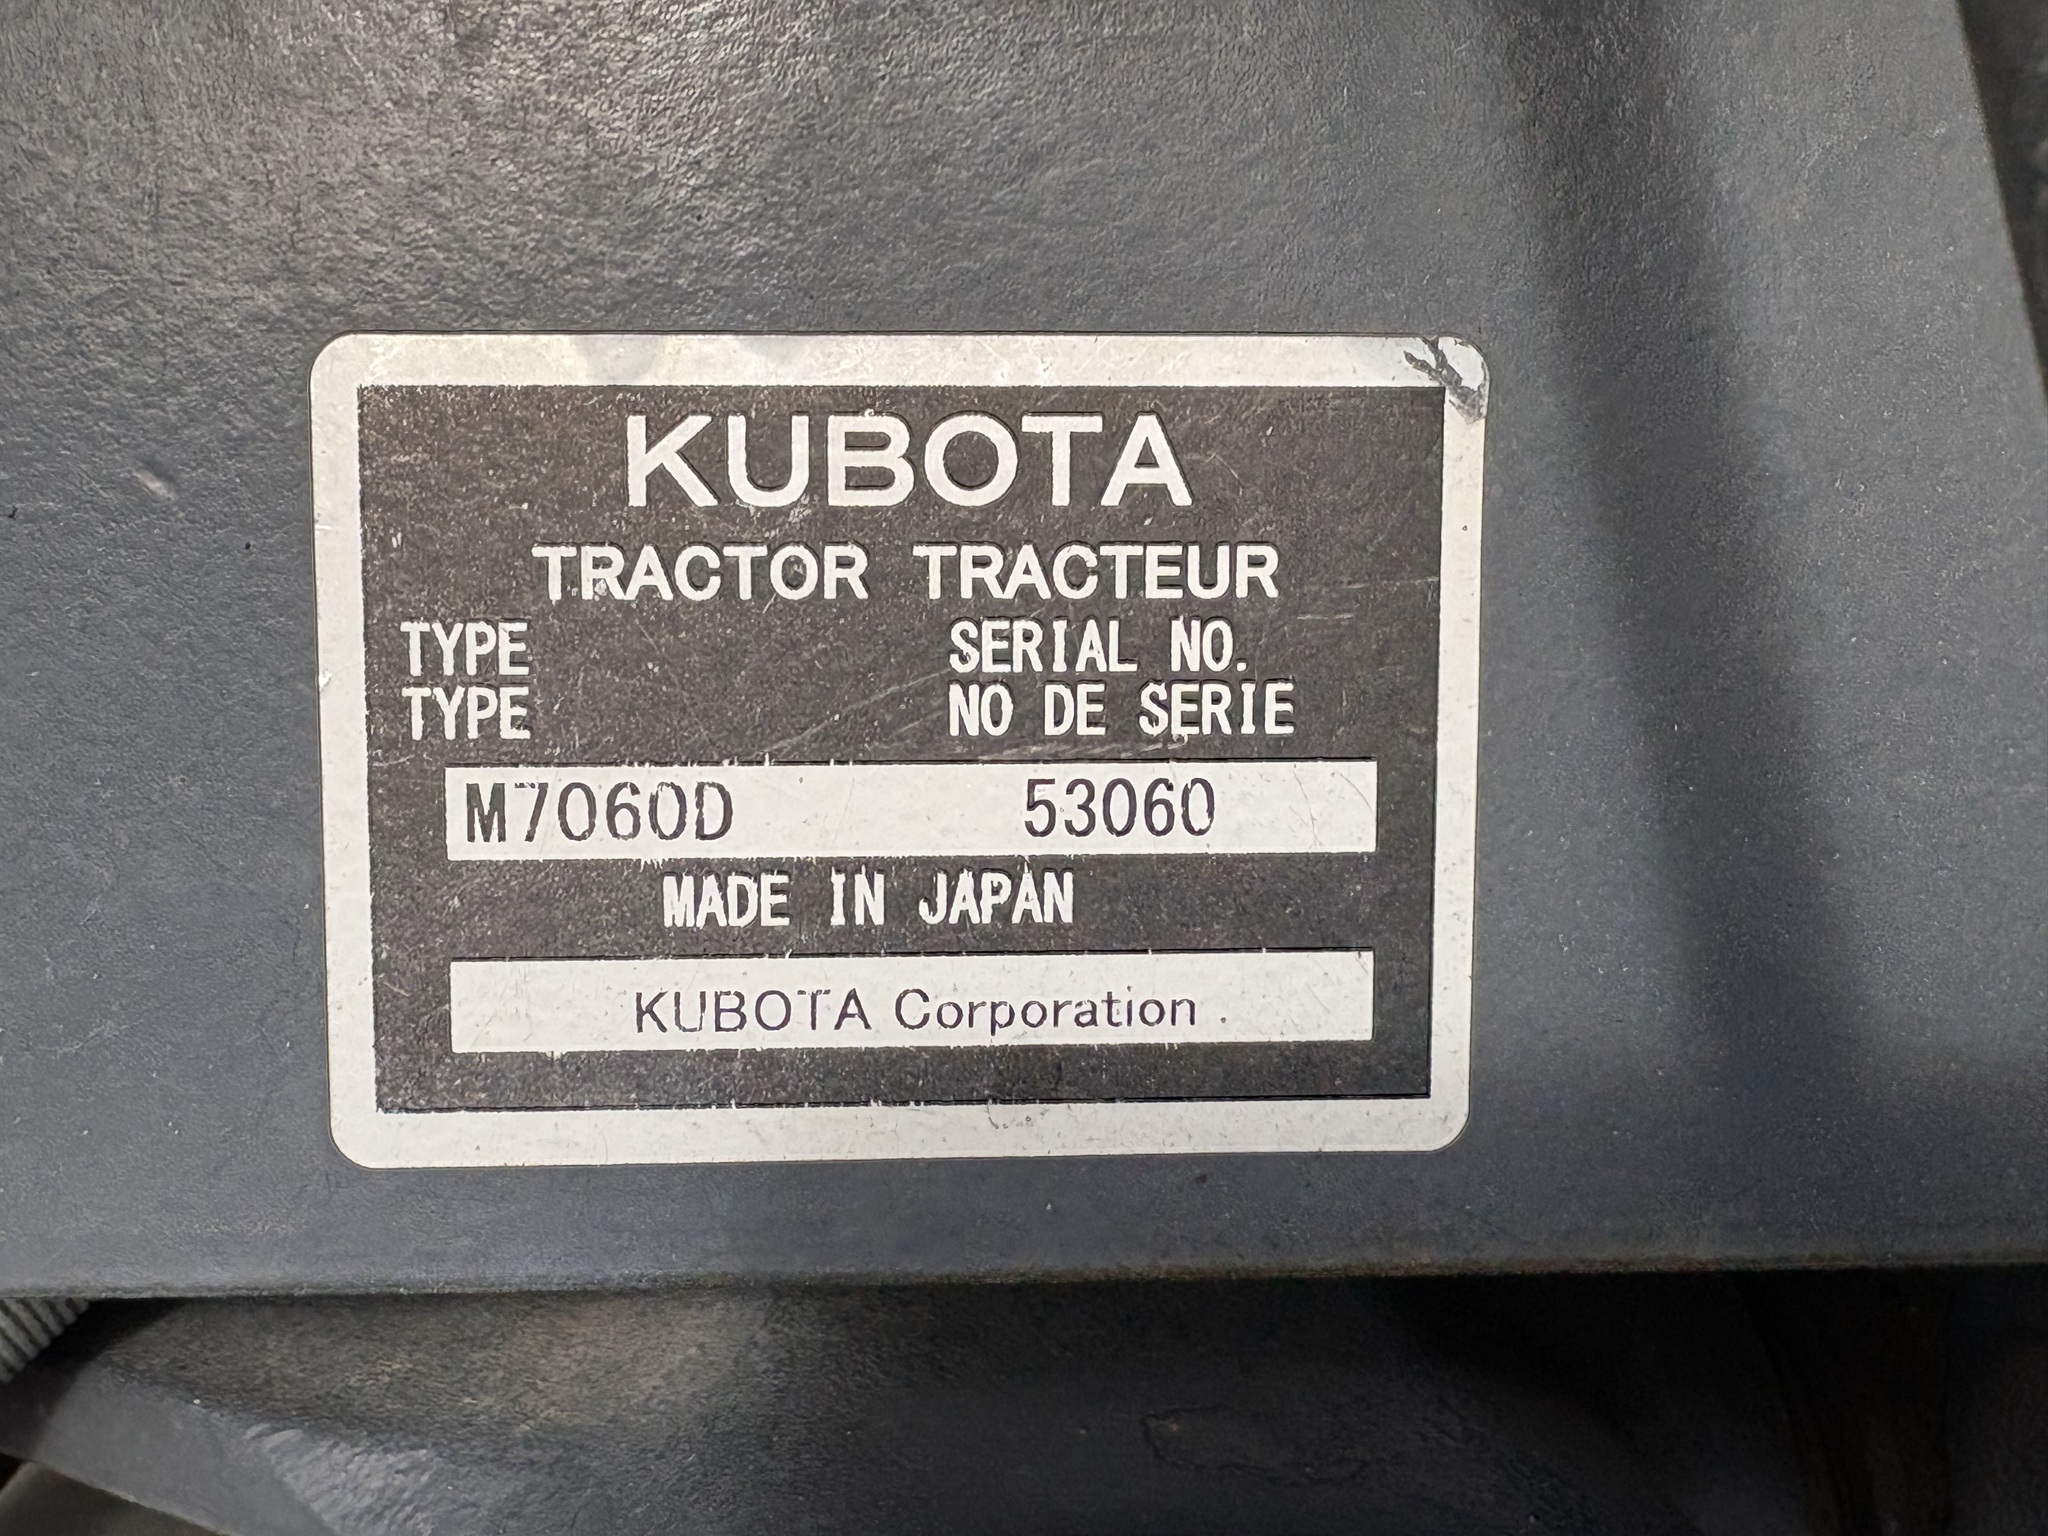 KUBOTA
TRACTOR TRACTEUR
TYPE SERIAL NO.
TYPE NO DE SERIE
M7060D 53060
MADE IN JAPAN
KUBOTA Corporation